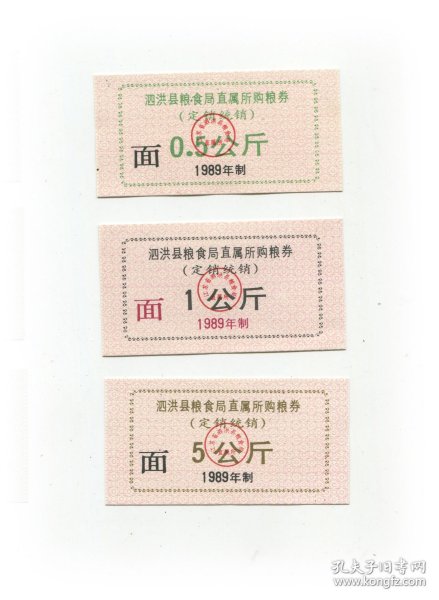 泗洪县粮食局直属所购粮券
(定销统销)
面 0.5公斤
1989年制
泗洪县粮食局直属所购粮券
(定销统销)
面 1公斤
1989年制
泗洪县粮食局直属所购粮券
(定销统销)
面 5公斤
1989年制
孔夫子旧书网
www.kongfz.com